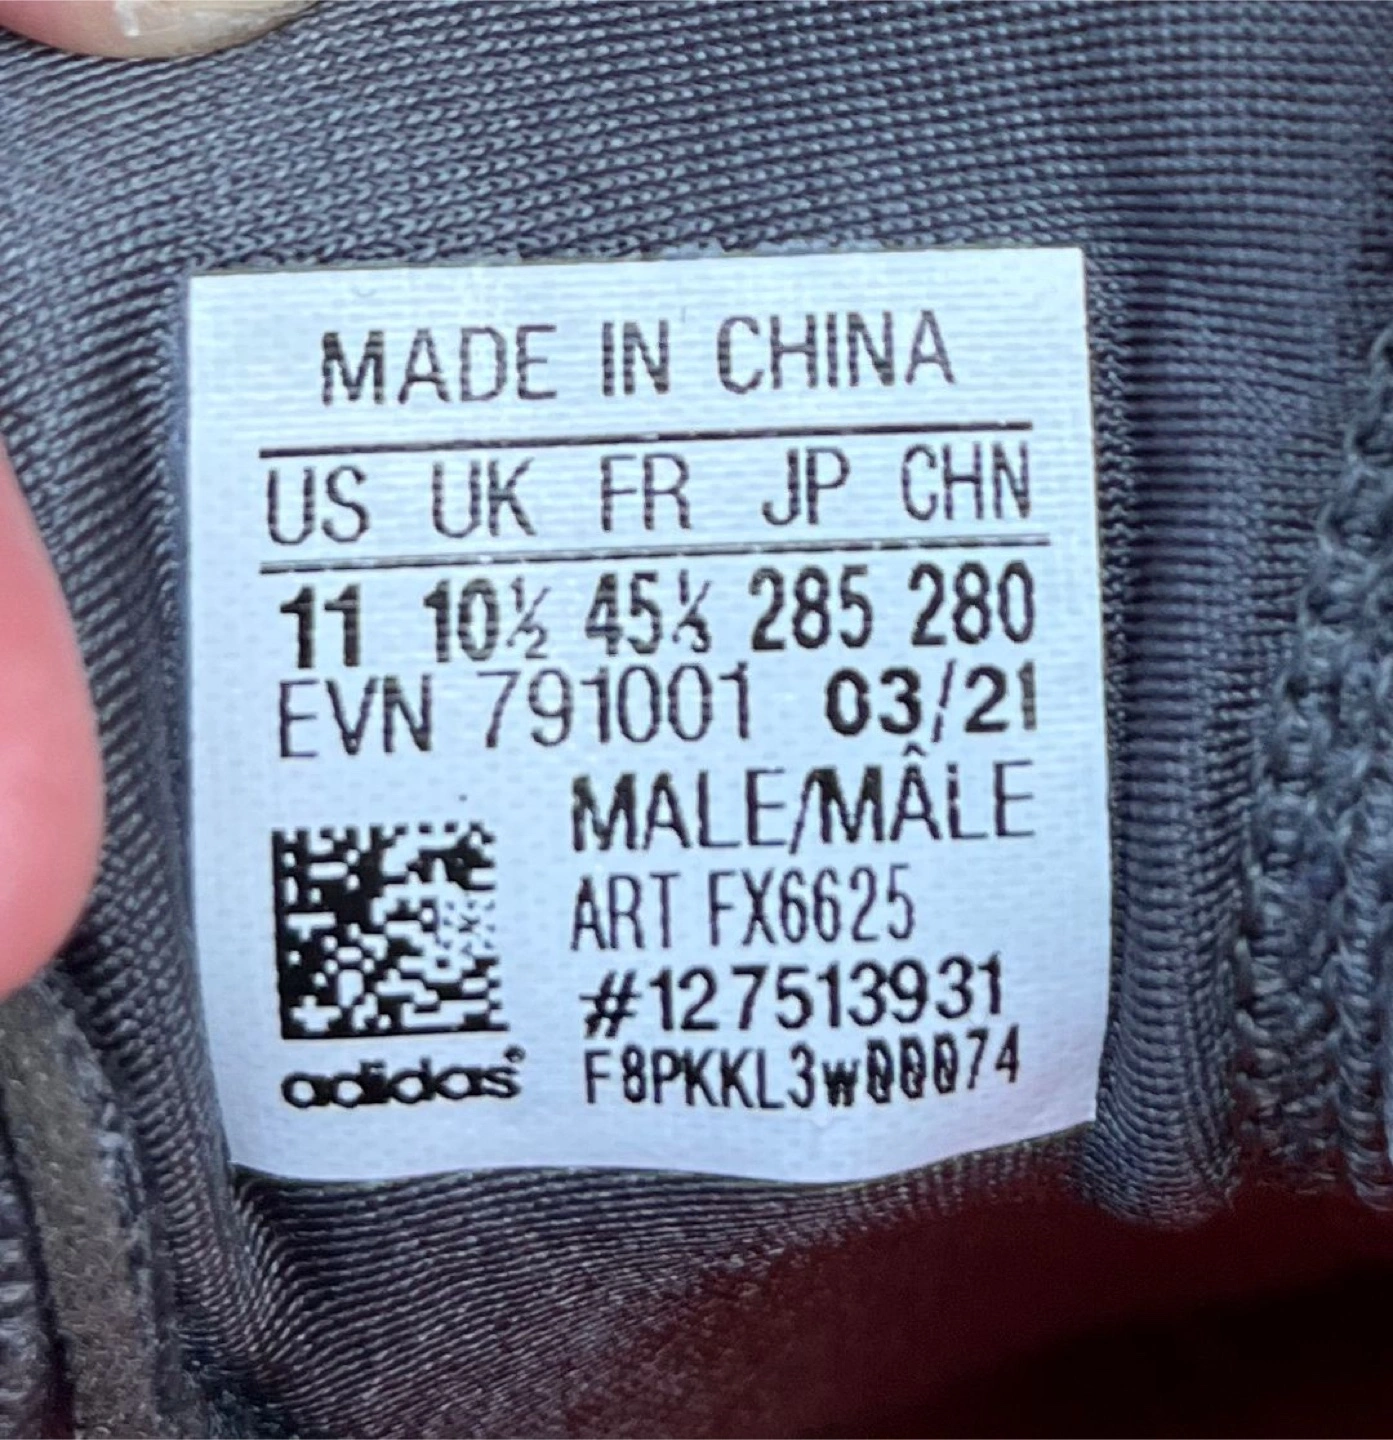 MADE IN CHINA
US UK FR JP CHN
11 10½ 45⅓ 285 280
EVN 791001 03/21
MALE/MÂLE
ART FX6625
#127513931
F8PKKL3w00074
adidas®